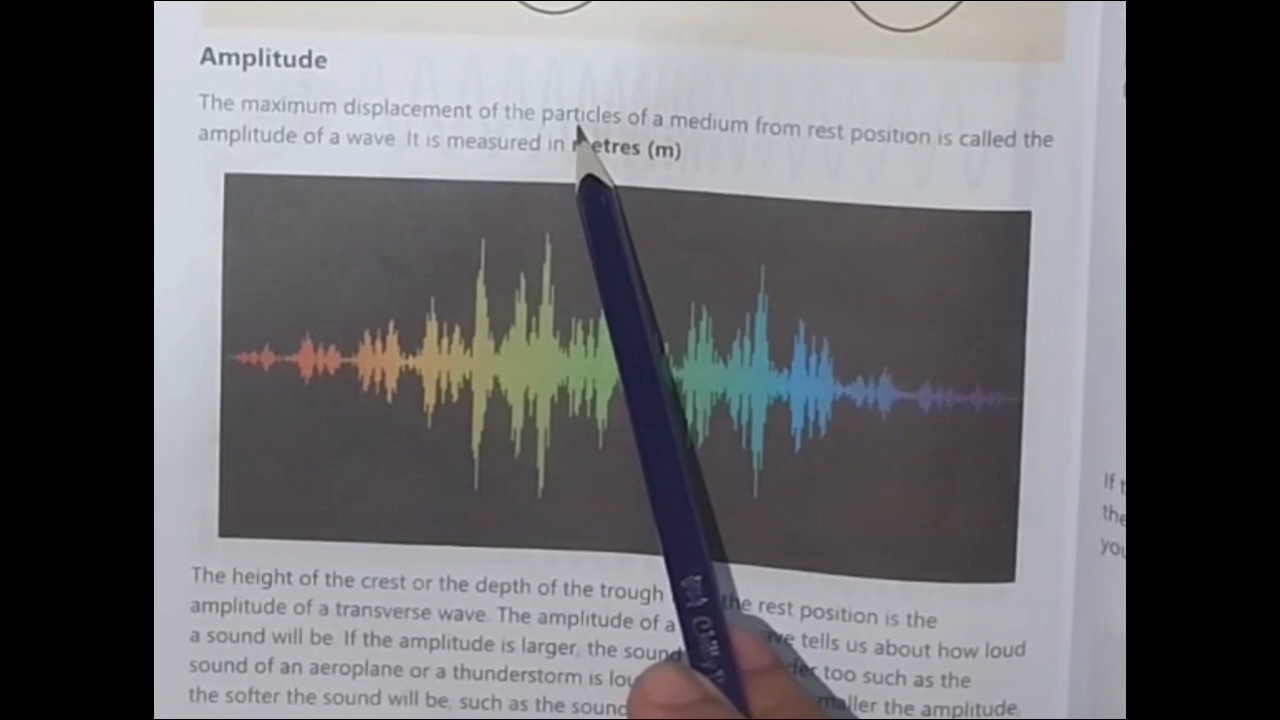 Amplitude
The maximum displacement of the particles of a medium from rest position is called the
amplitude of a wave. It is measured in metres (m)
The height of the crest or the depth of the trough the rest position is the
amplitude of a transverse wave. The amplitude of a tells us about how loud
a sound will be. If the amplitude is larger, the sound too such as the
sound of an aeroplane or a thunderstorm is
the softer the sound will be, such as the sound the amplitude,
If
the